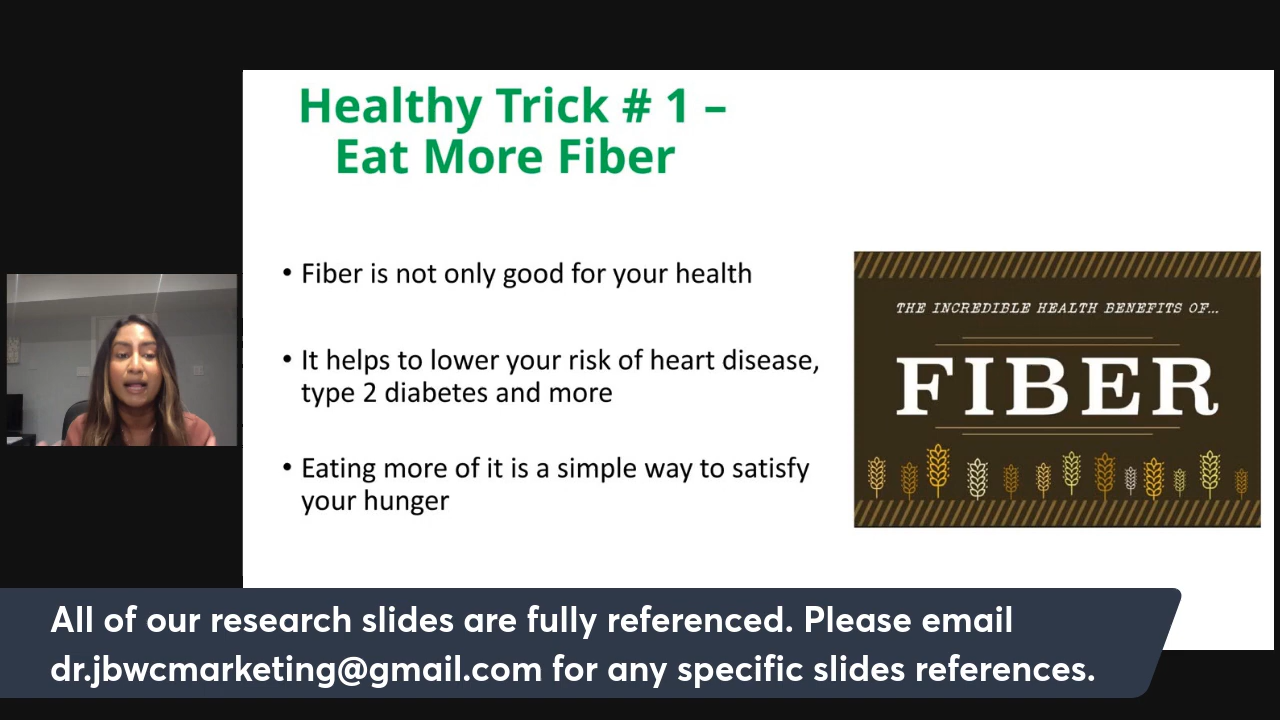 Healthy Trick # 1 –
Eat More Fiber
• Fiber is not only good for your health
• It helps to lower your risk of heart disease,
type 2 diabetes and more
• Eating more of it is a simple way to satisfy
your hunger
THE INCREDIBLE HEALTH BENEFITS OF...
FIBER
All of our research slides are fully referenced. Please email
dr.jbwcmarketing@gmail.com for any specific slides references.